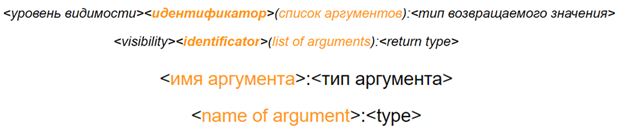 <уровень видимости><идентификатор>(список аргументов):<тип возвращаемого значения>
<visibility><identificator>(list of arguments):<return type>
<имя аргумента>:<тип аргумента>
<name of argument>:<type>